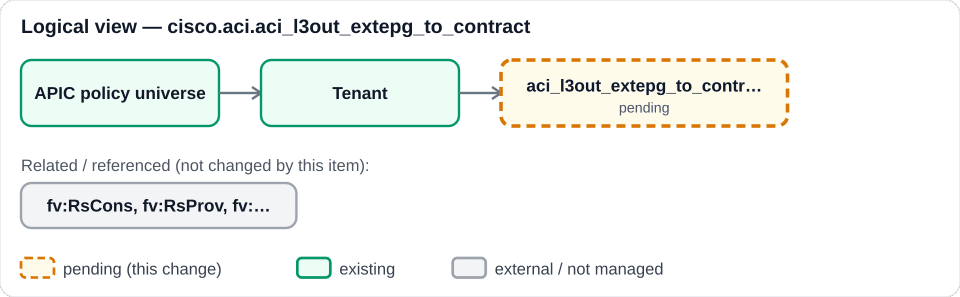 Logical view — cisco.aci.aci_l3out_extepg_to_contract
APIC policy universe
Tenant
aci_l3out_extepg_to_contr…
pending
Related / referenced (not changed by this item):
fv:RsCons, fv:RsProv, fv:…
pending (this change)
existing
external / not managed